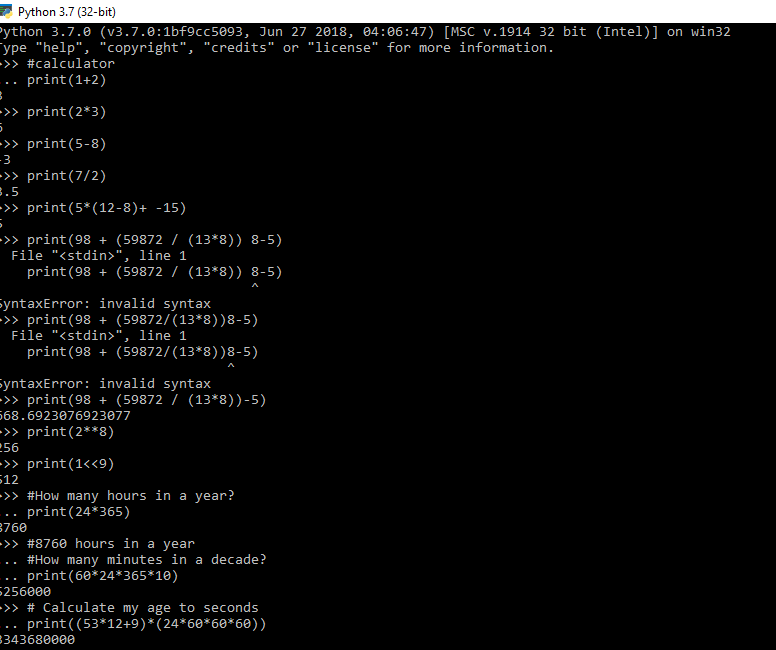 Python 3.7 (32-bit)
Python 3.7.0 (v3.7.0:1bf9cc5093, Jun 27 2018, 04:06:47) [MSC v.1914 32 bit (Intel)] on win32
Type "help", "copyright", "credits" or "license" for more information.
>>> #calculator
... print(1+2)
3
>>> print(2*3)
6
>>> print(5-8)
-3
>>> print(7/2)
3.5
>>> print(5*(12-8)+ -15)
5
>>> print(98 + (59872 / (13*8)) 8-5)
  File "<stdin>", line 1
    print(98 + (59872 / (13*8)) 8-5)
                                ^
SyntaxError: invalid syntax
>>> print(98 + (59872/(13*8))8-5)
  File "<stdin>", line 1
    print(98 + (59872/(13*8))8-5)
                             ^
SyntaxError: invalid syntax
>>> print(98 + (59872 / (13*8))-5)
668.6923076923077
>>> print(2**8)
256
>>> print(1<<9)
512
>>> #How many hours in a year?
... print(24*365)
8760
>>> #8760 hours in a year
... #How many minutes in a decade?
... print(60*24*365*10)
5256000
>>> # Calculate my age to seconds
... print((53*12+9)*(24*60*60*60))
3343680000